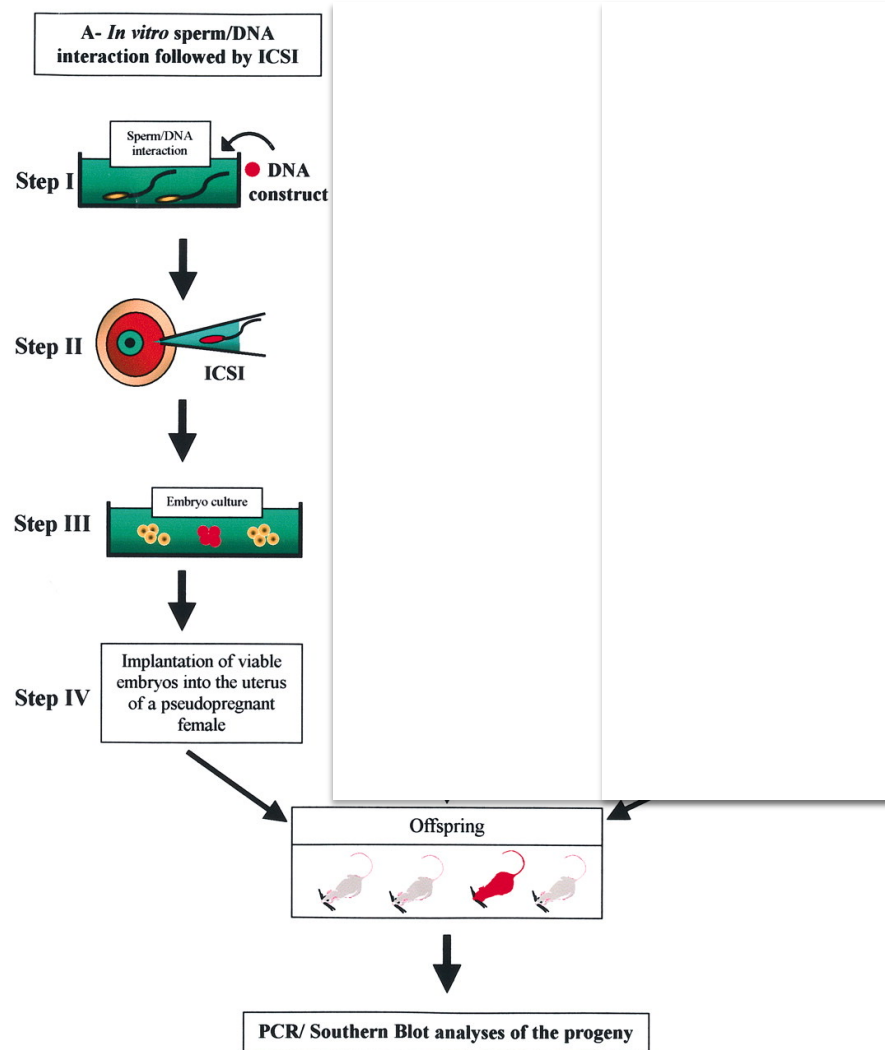 A- In vitro sperm/DNA
interaction followed by ICSI
Sperm/DNA
interaction
Step I
DNA
construct
Step II
ICSI
Embryo culture
Step III
Implantation of viable
embryos into the uterus
of a pseudopregnant
female
Step IV
Offspring
PCR/ Southern Blot analyses of the progeny